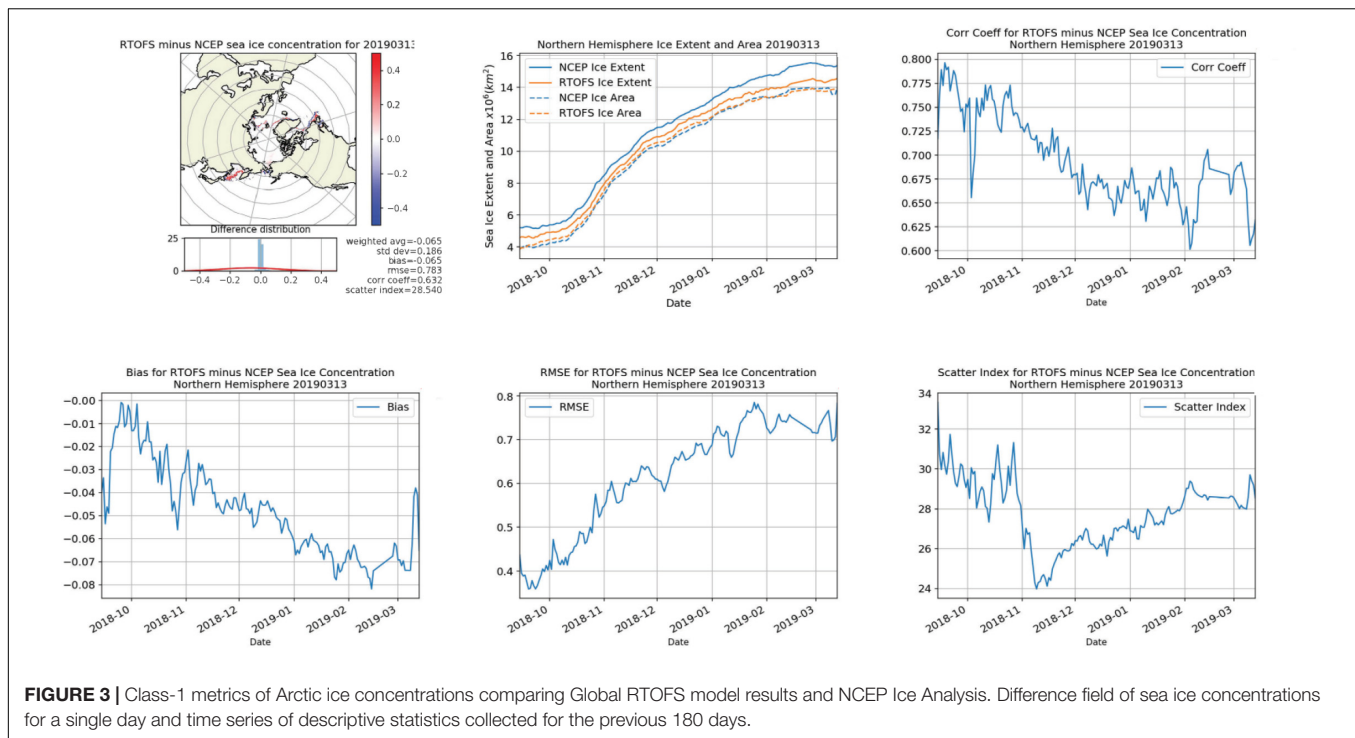 RTOFS minus NCEP sea ice concentration for 20190313
0.4
0.2
0.0
−0.2
−0.4
Difference distribution
25
0
−0.4 −0.2 0.0 0.2 0.4
weighted avg=-0.065
std dev=0.186
bias=-0.065
rmse=0.783
corr coeff=0.632
scatter index=28.540
Northern Hemisphere Ice Extent and Area 20190313
Sea Ice Extent and Area x10⁶(km²)
16
14
12
10
8
6
4
NCEP Ice Extent
RTOFS Ice Extent
NCEP Ice Area
RTOFS Ice Area
2018-10 2018-11 2018-12 2019-01 2019-02 2019-03
Date
Corr Coeff for RTOFS minus NCEP Sea Ice Concentration
Northern Hemisphere 20190313
0.800
0.775
0.750
0.725
0.700
0.675
0.650
0.625
0.600
Corr Coeff
2018-10 2018-11 2018-12 2019-01 2019-02 2019-03
Date
Bias for RTOFS minus NCEP Sea Ice Concentration
Northern Hemisphere 20190313
−0.00
−0.01
−0.02
−0.03
−0.04
−0.05
−0.06
−0.07
−0.08
Bias
2018-10 2018-11 2018-12 2019-01 2019-02 2019-03
Date
RMSE for RTOFS minus NCEP Sea Ice Concentration
Northern Hemisphere 20190313
0.8
0.7
0.6
0.5
0.4
RMSE
2018-10 2018-11 2018-12 2019-01 2019-02 2019-03
Date
Scatter Index for RTOFS minus NCEP Sea Ice Concentration
Northern Hemisphere 20190313
34
32
30
28
26
24
Scatter Index
2018-10 2018-11 2018-12 2019-01 2019-02 2019-03
Date
FIGURE 3 | Class-1 metrics of Arctic ice concentrations comparing Global RTOFS model results and NCEP Ice Analysis. Difference field of sea ice concentrations
for a single day and time series of descriptive statistics collected for the previous 180 days.